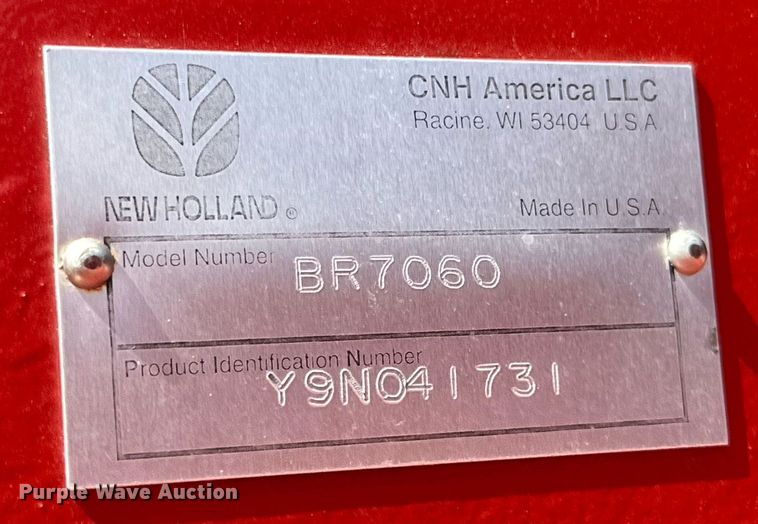 CNH America LLC
Racine, WI 53404 U.S.A
NEW HOLLAND ®
Made In U.S.A
Model Number BR7060
Product Identification Number
Y9N041731
Purple Wave Auction